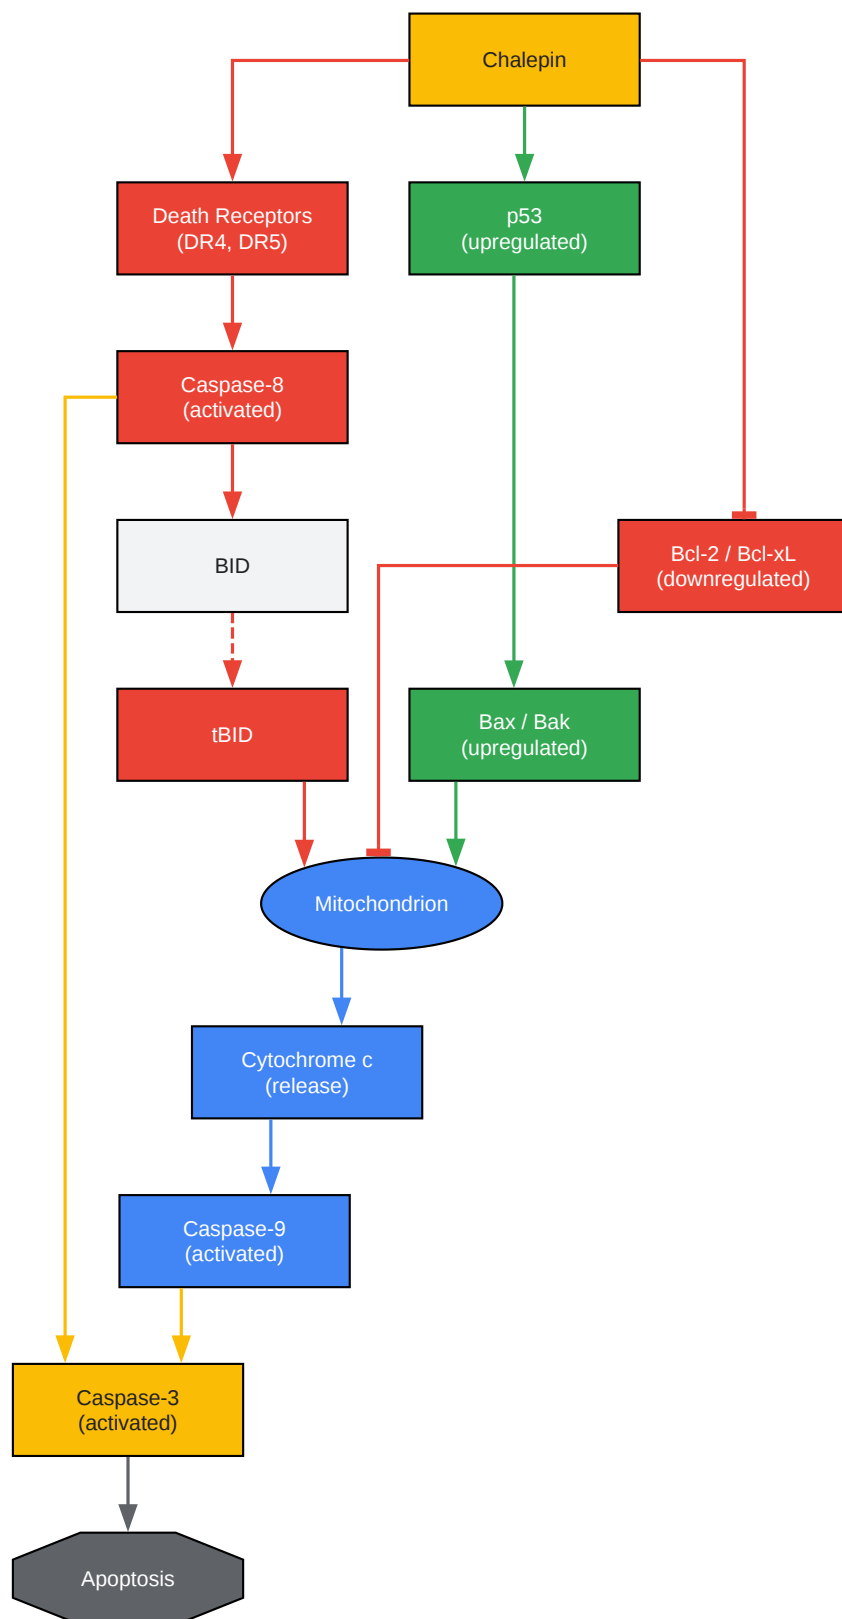 Chalepin
Death Receptors
(DR4, DR5)
p53
(upregulated)
Caspase-8
(activated)
BID
Bcl-2 / Bcl-xL
(downregulated)
tBID
Bax / Bak
(upregulated)
Mitochondrion
Cytochrome c
(release)
Caspase-9
(activated)
Caspase-3
(activated)
Apoptosis